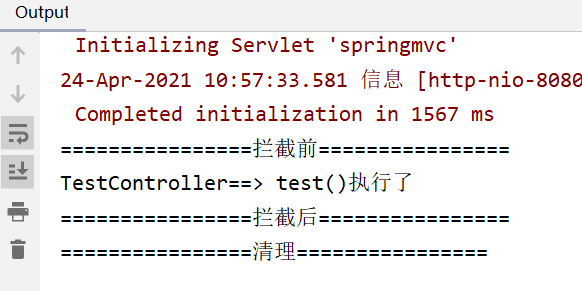 Output
Initializing Servlet 'springmvc'
24-Apr-2021 10:57:33.581 信息 [http-nio-8080
Completed initialization in 1567 ms
================拦截前================
TestController==> test()执行了
================拦截后================
================清理================